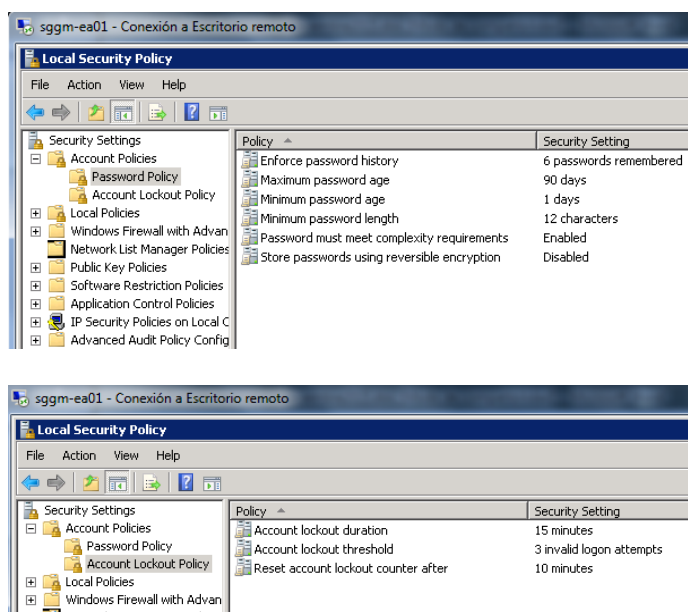 sggm-ea01 - Conexión a Escritorio remoto
Local Security Policy
File Action View Help
Security Settings
Account Policies
Password Policy
Account Lockout Policy
Local Policies
Windows Firewall with Advan
Network List Manager Policies
Public Key Policies
Software Restriction Policies
Application Control Policies
IP Security Policies on Local C
Advanced Audit Policy Config
Policy Security Setting
Enforce password history 6 passwords remembered
Maximum password age 90 days
Minimum password age 1 days
Minimum password length 12 characters
Password must meet complexity requirements Enabled
Store passwords using reversible encryption Disabled
sggm-ea01 - Conexión a Escritorio remoto
Local Security Policy
File Action View Help
Security Settings
Account Policies
Password Policy
Account Lockout Policy
Local Policies
Windows Firewall with Advan
Policy Security Setting
Account lockout duration 15 minutes
Account lockout threshold 3 invalid logon attempts
Reset account lockout counter after 10 minutes